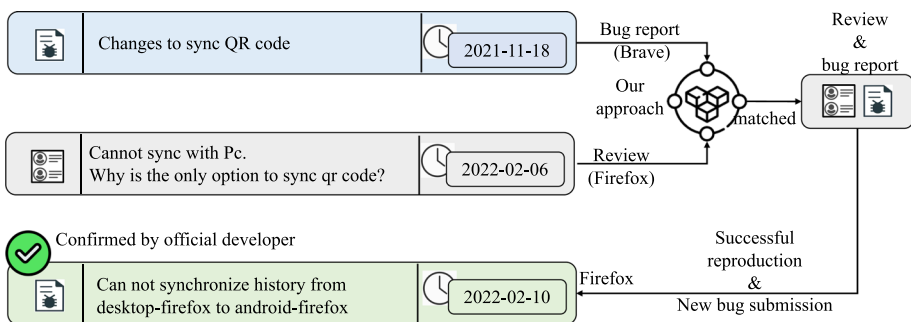 Changes to sync QR code
2021-11-18
Bug report
(Brave)
Review
&
bug report
Our
approach
matched
Cannot sync with Pc.
Why is the only option to sync qr code?
2022-02-06
Review
(Firefox)
Confirmed by official developer
Can not synchronize history from
desktop-firefox to android-firefox
2022-02-10
Firefox
Successful
reproduction
&
New bug submission